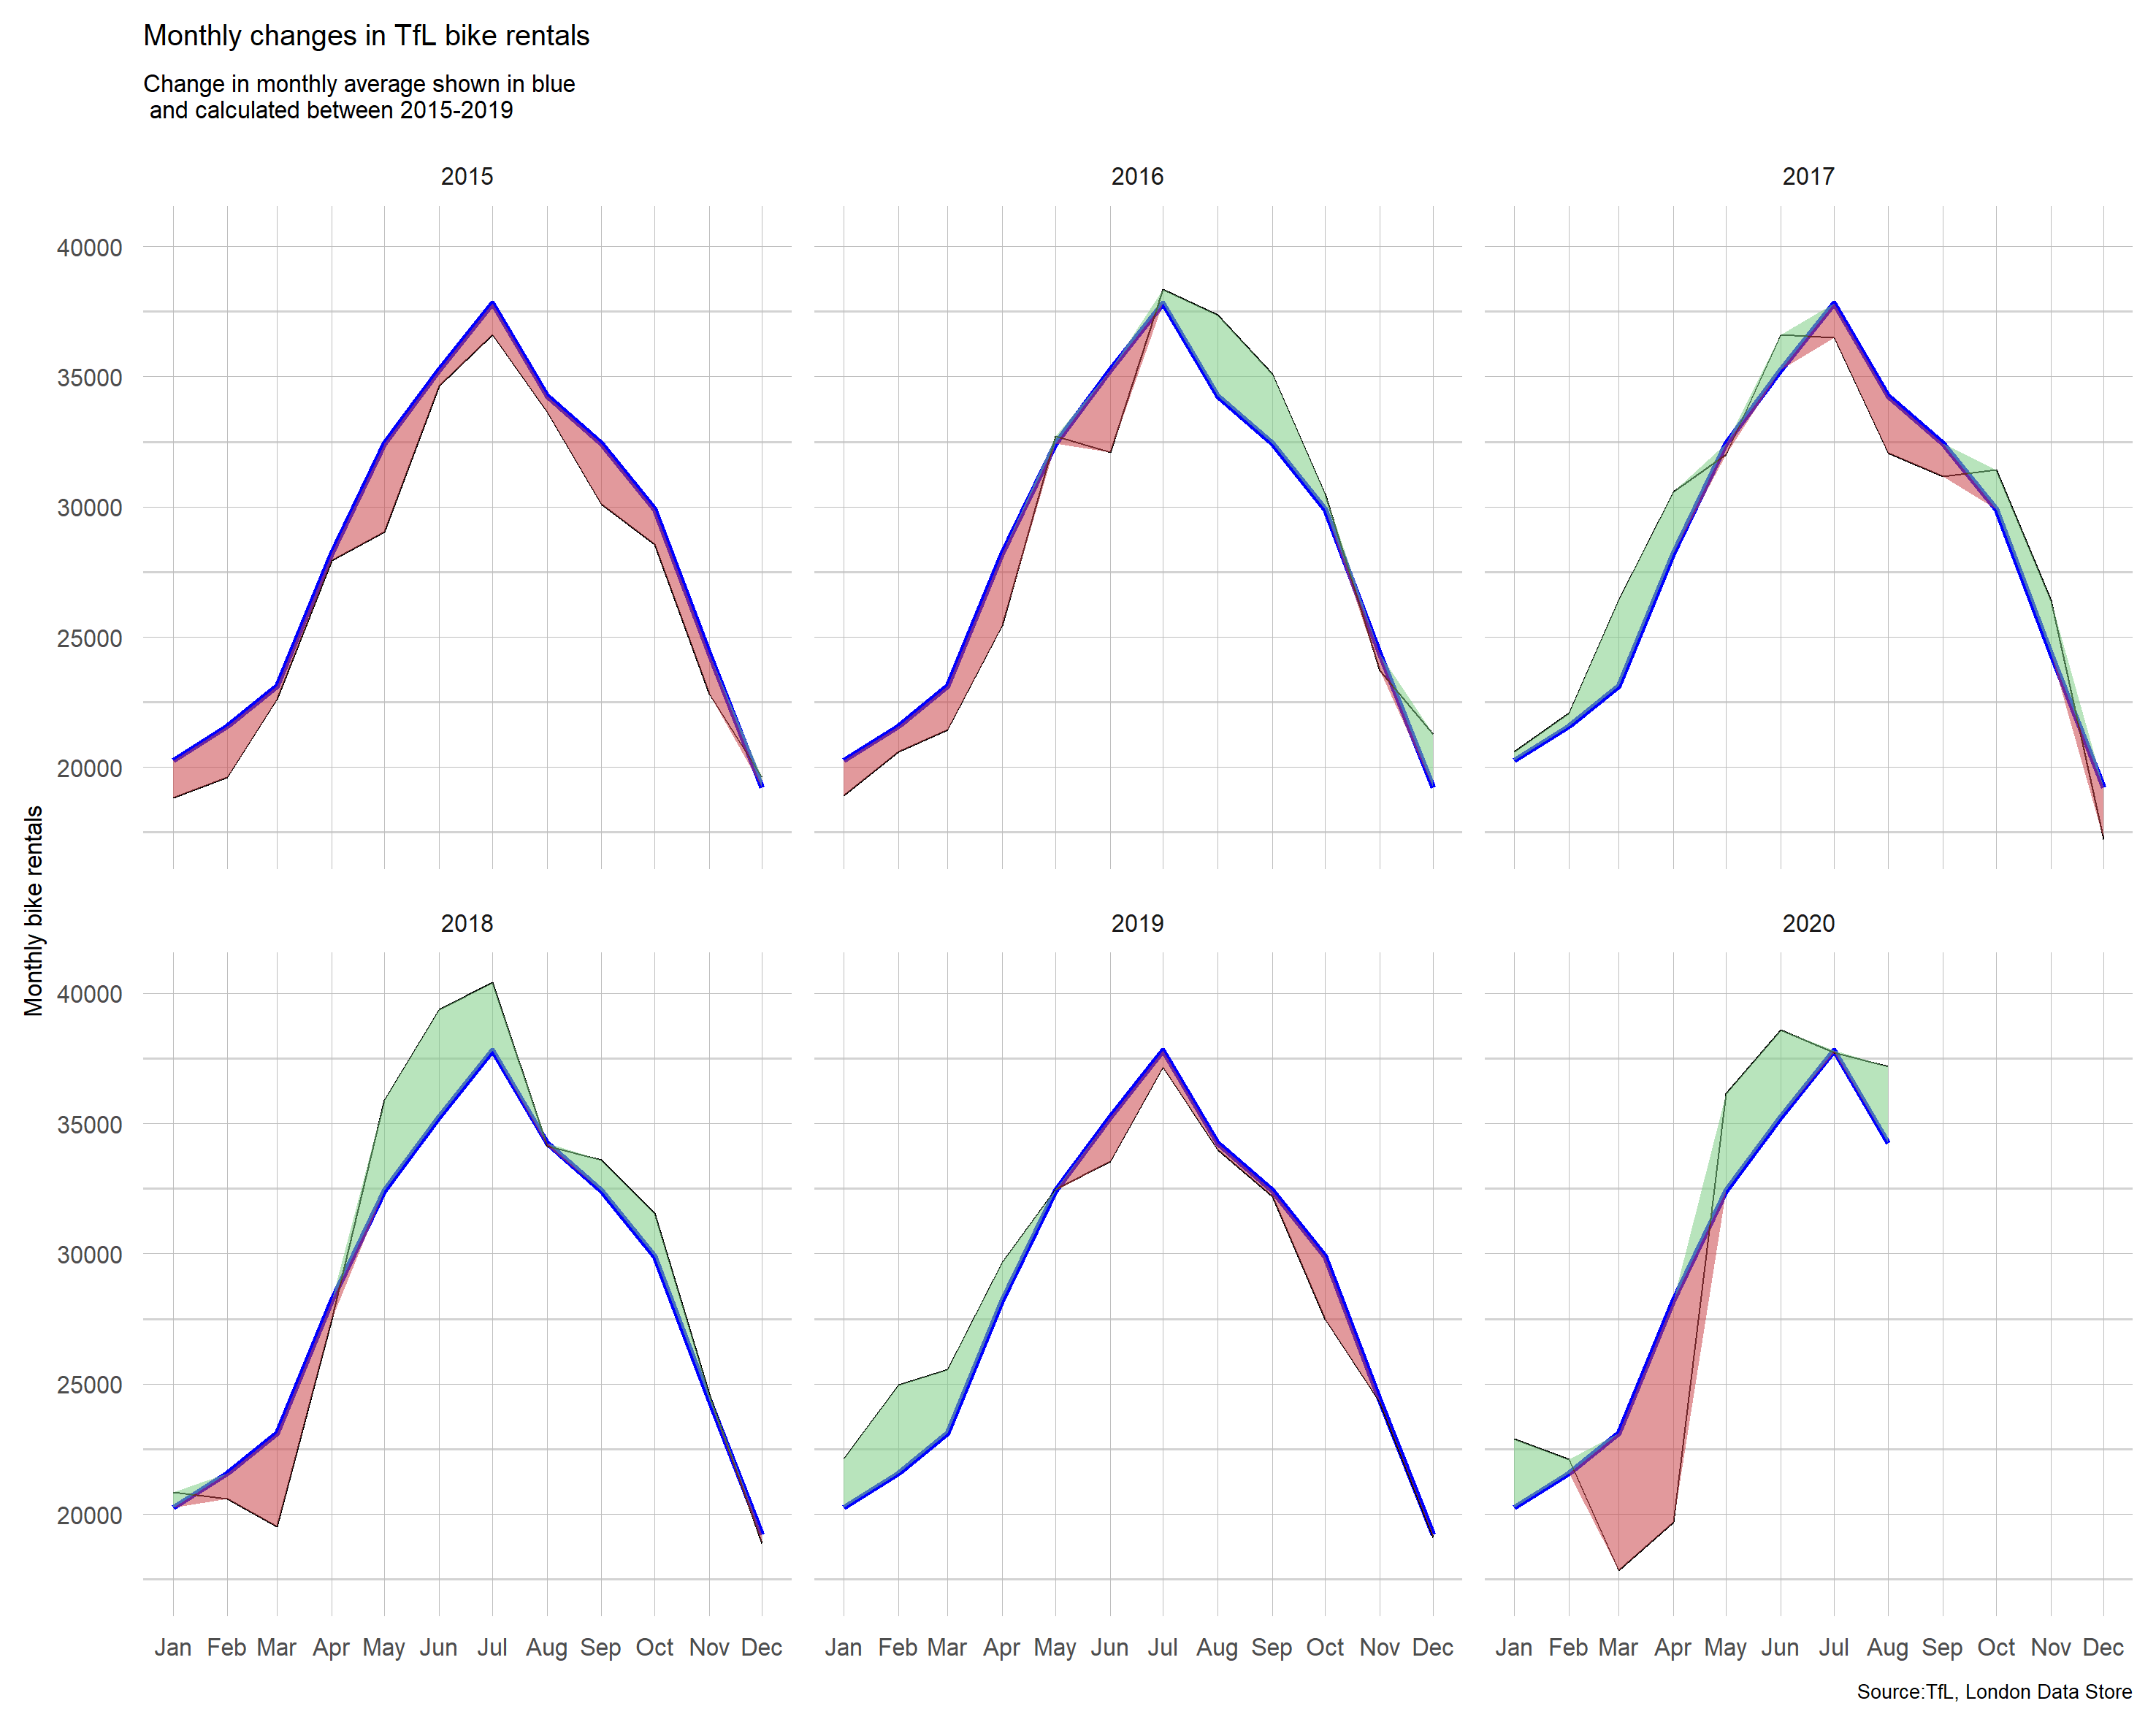 Monthly changes in TfL bike rentals
Change in monthly average shown in blue
and calculated between 2015-2019
2015
2016
2017
40000
35000
30000
25000
20000
Monthly bike rentals
2018
2019
2020
40000
35000
30000
25000
20000
Jan Feb Mar Apr May Jun Jul Aug Sep Oct Nov Dec
Jan Feb Mar Apr May Jun Jul Aug Sep Oct Nov Dec
Jan Feb Mar Apr May Jun Jul Aug Sep Oct Nov Dec
Source:TfL, London Data Store